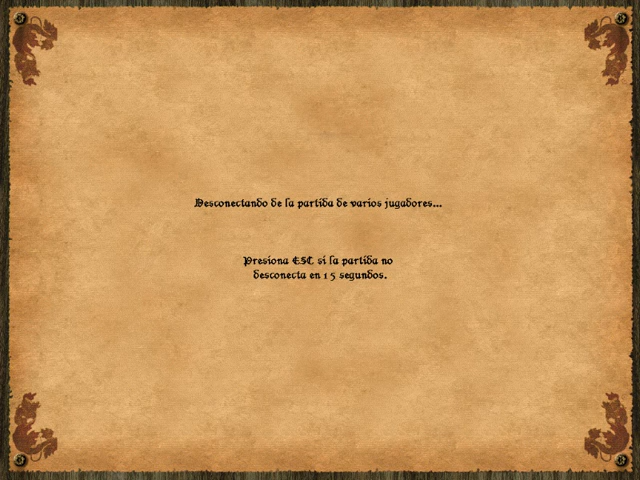 Desconectando de la partida de varios jugadores...
Presiona ESC si la partida no
desconecta en 15 segundos.